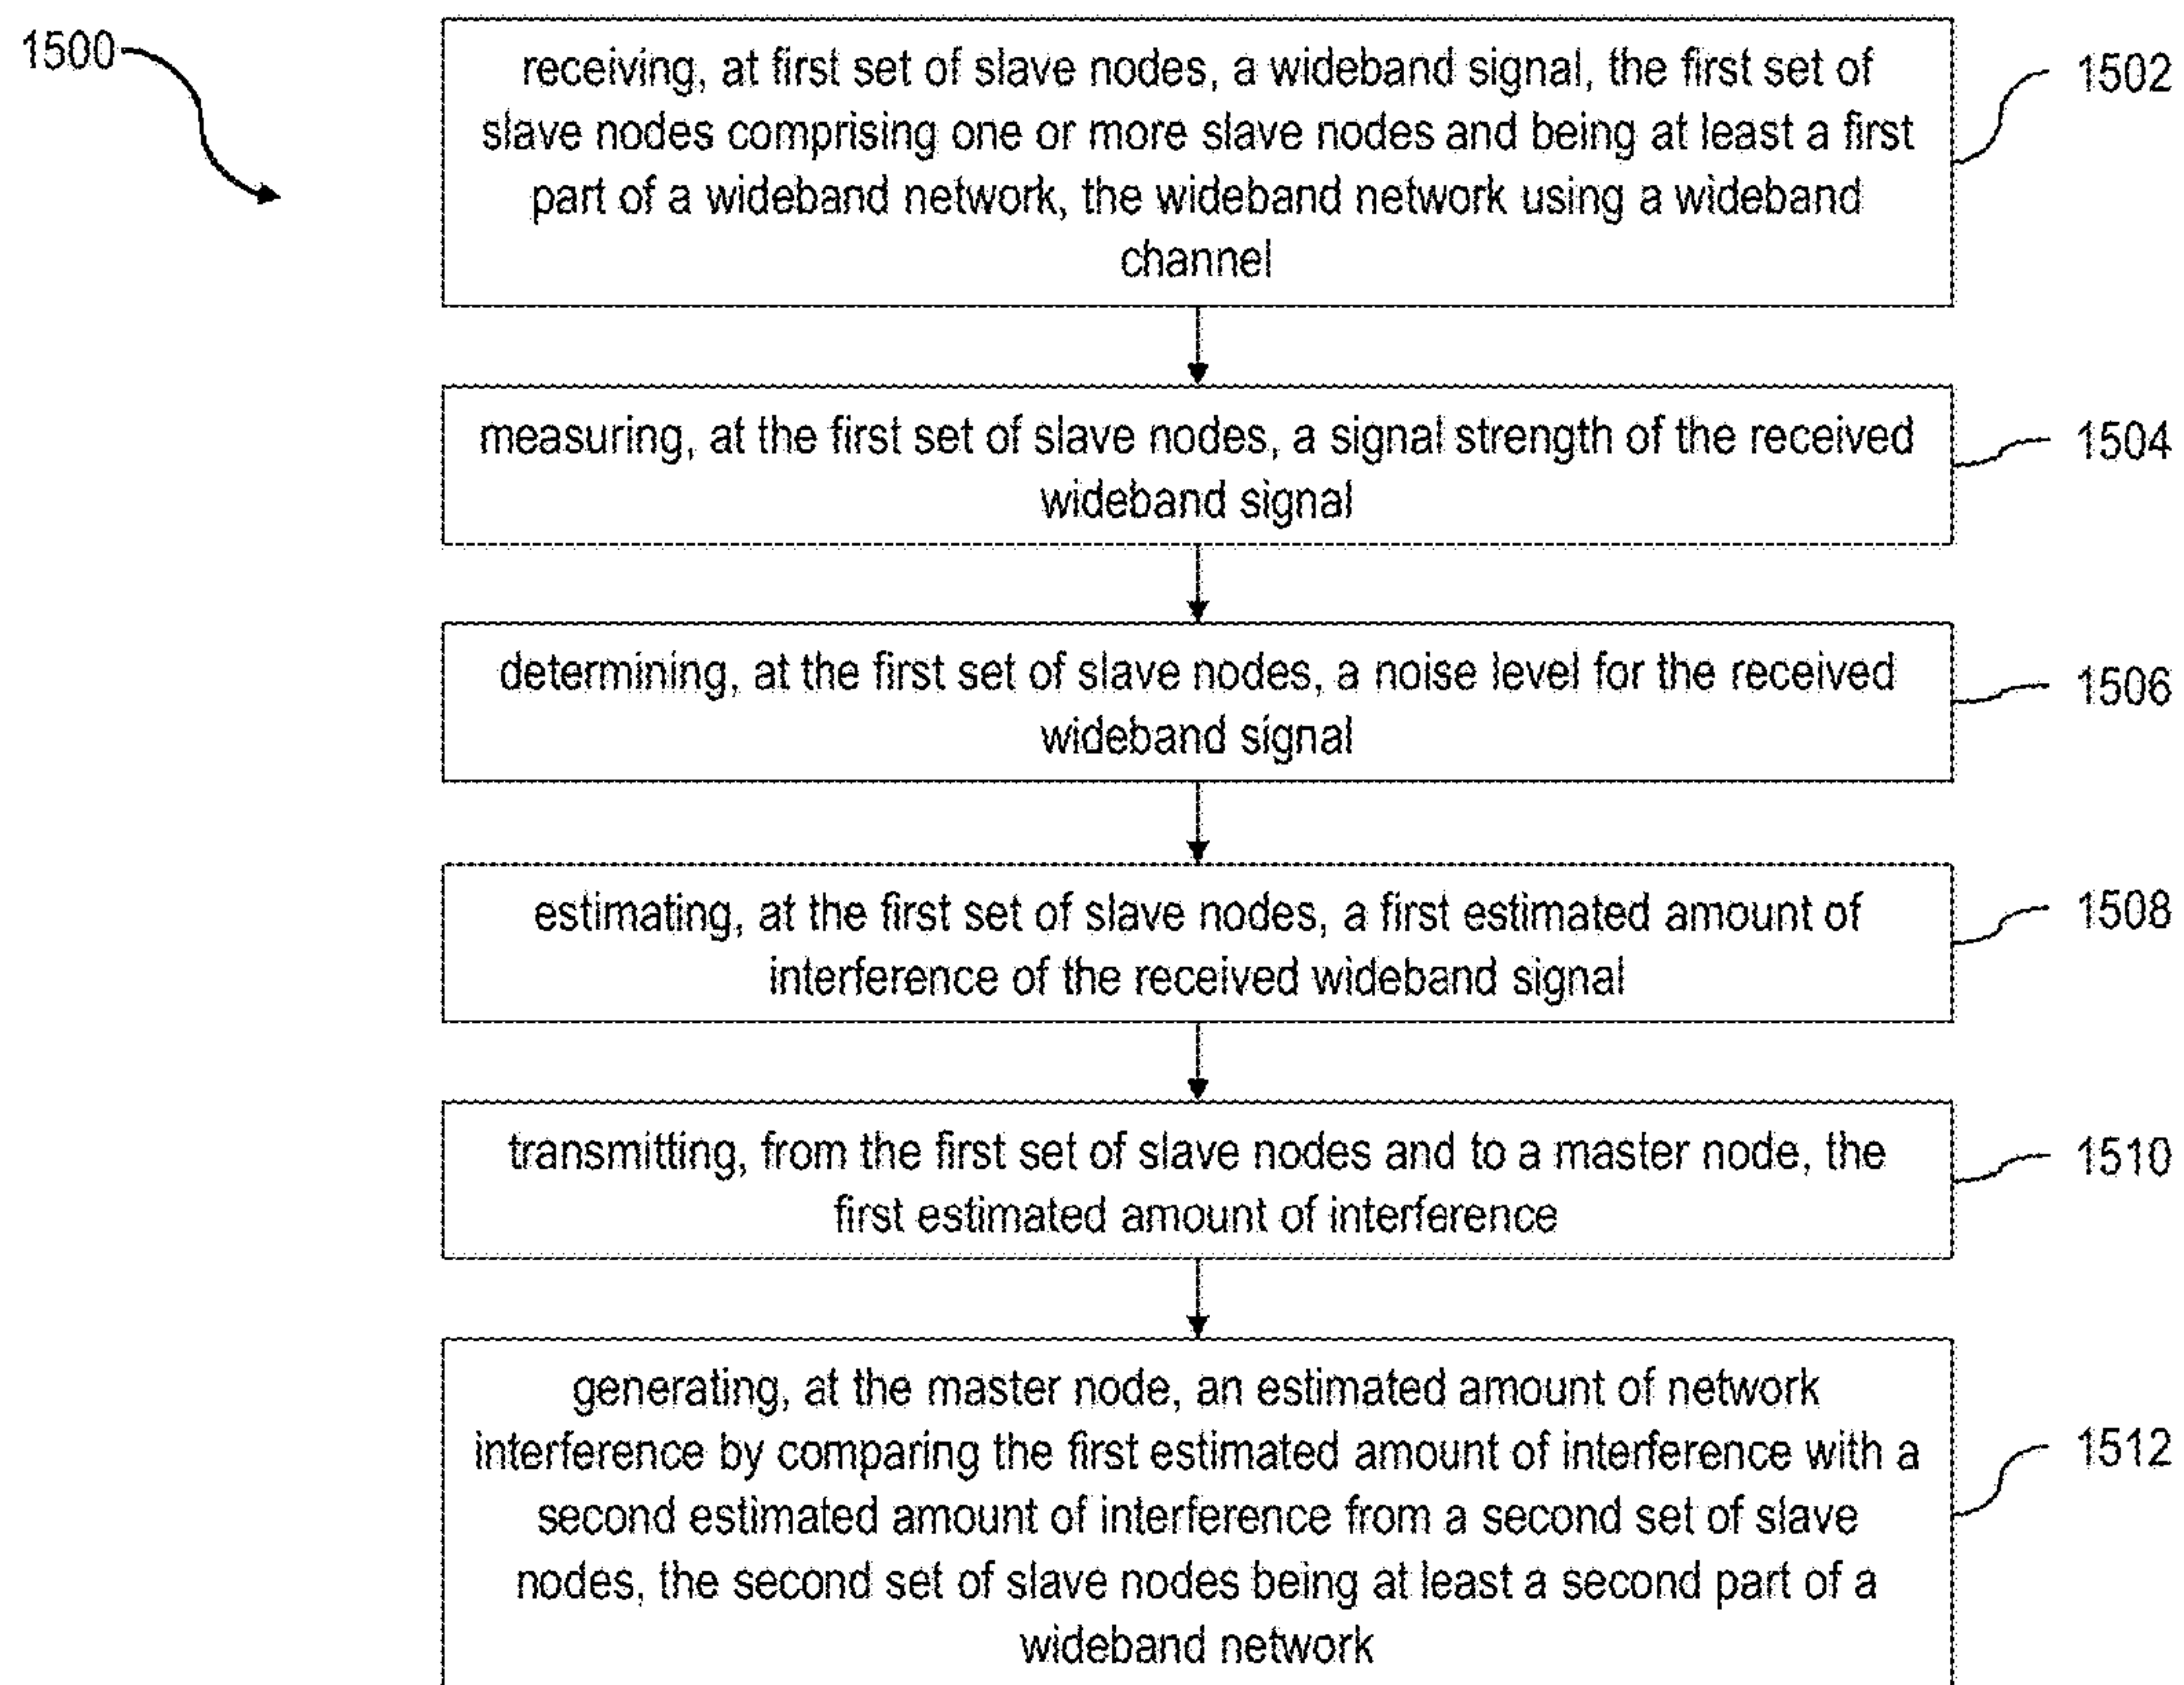 1500
receiving, at first set of slave nodes, a wideband signal, the first set of
slave nodes comprising one or more slave nodes and being at least a first
part of a wideband network, the wideband network using a wideband
channel
1502
measuring, at the first set of slave nodes, a signal strength of the received
wideband signal
1504
determining, at the first set of slave nodes, a noise level for the received
wideband signal
1506
estimating, at the first set of slave nodes, a first estimated amount of
interference of the received wideband signal
1508
transmitting, from the first set of slave nodes and to a master node, the
first estimated amount of interference
1510
generating, at the master node, an estimated amount of network
interference by comparing the first estimated amount of interference with a
second estimated amount of interference from a second set of slave
nodes, the second set of slave nodes being at least a second part of a
wideband network
1512